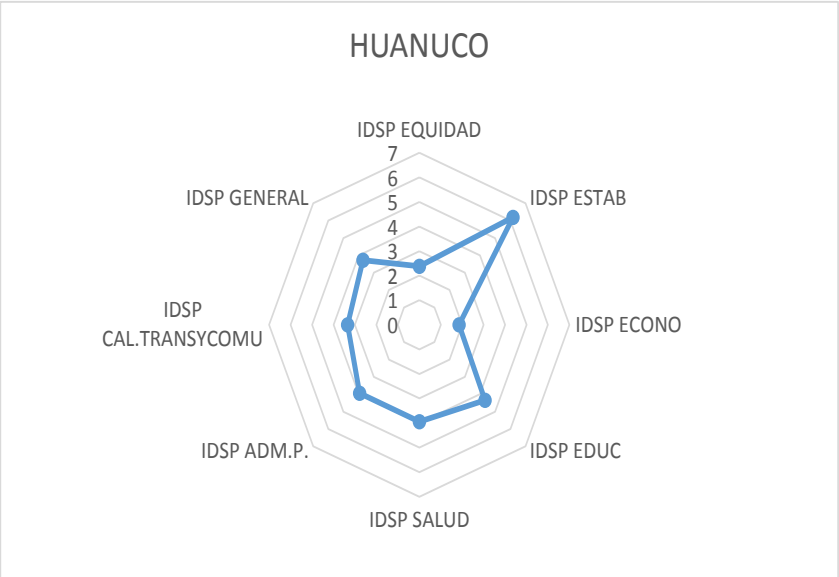 HUANUCO
IDSP EQUIDAD
7
6
5
4
3
2
1
0
IDSP ESTAB
IDSP ECONO
IDSP EDUC
IDSP SALUD
IDSP ADM.P.
IDSP
CAL.TRANSYCOMU
IDSP GENERAL